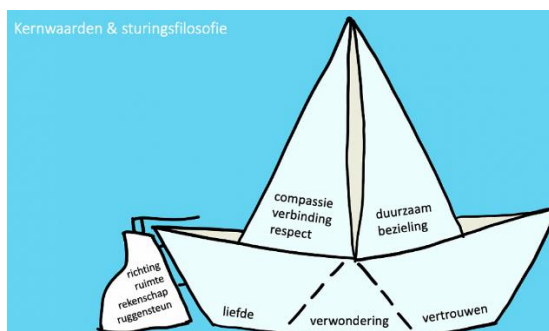 Kernwaarden & sturingsfilosofie
compassie
verbinding
respect
duurzaam
bezieling
richting
ruimte
rekenschap
ruggensteun
liefde
verwondering
vertrouwen